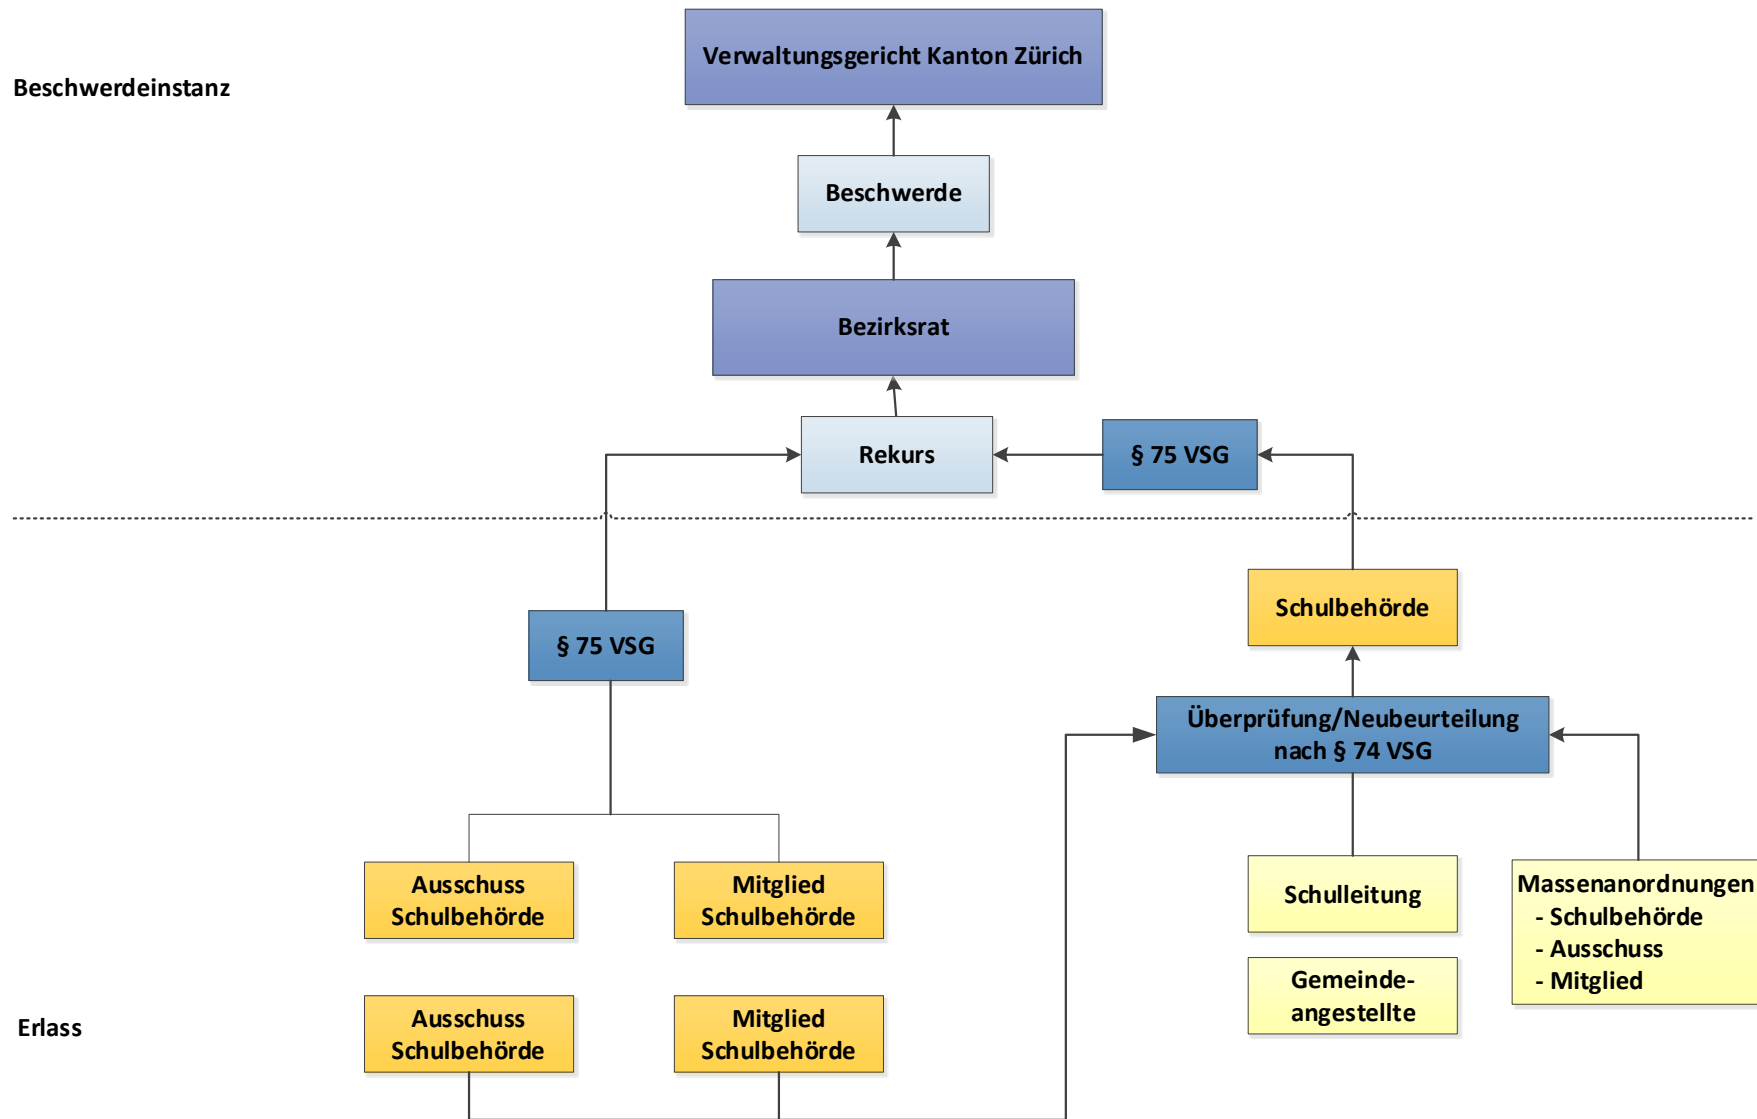 Verwaltungsgericht Kanton Zürich
Beschwerdeinstanz
Beschwerde
Bezirksrat
Rekurs
§ 75 VSG
Schulbehörde
§ 75 VSG
Überprüfung/Neubeurteilung
nach § 74 VSG
Ausschuss
Schulbehörde
Mitglied
Schulbehörde
Schulleitung
Massenanordnungen
- Schulbehörde
- Ausschuss
- Mitglied
Gemeinde-
angestellte
Erlass
Ausschuss
Schulbehörde
Mitglied
Schulbehörde